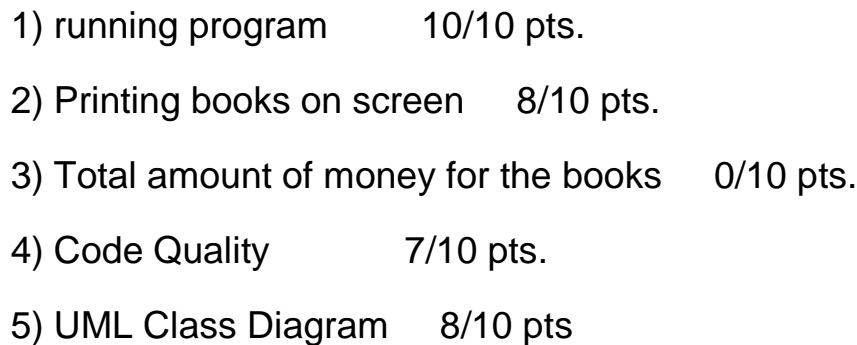 1) running program 10/10 pts.
2) Printing books on screen 8/10 pts.
3) Total amount of money for the books 0/10 pts.
4) Code Quality 7/10 pts.
5) UML Class Diagram 8/10 pts